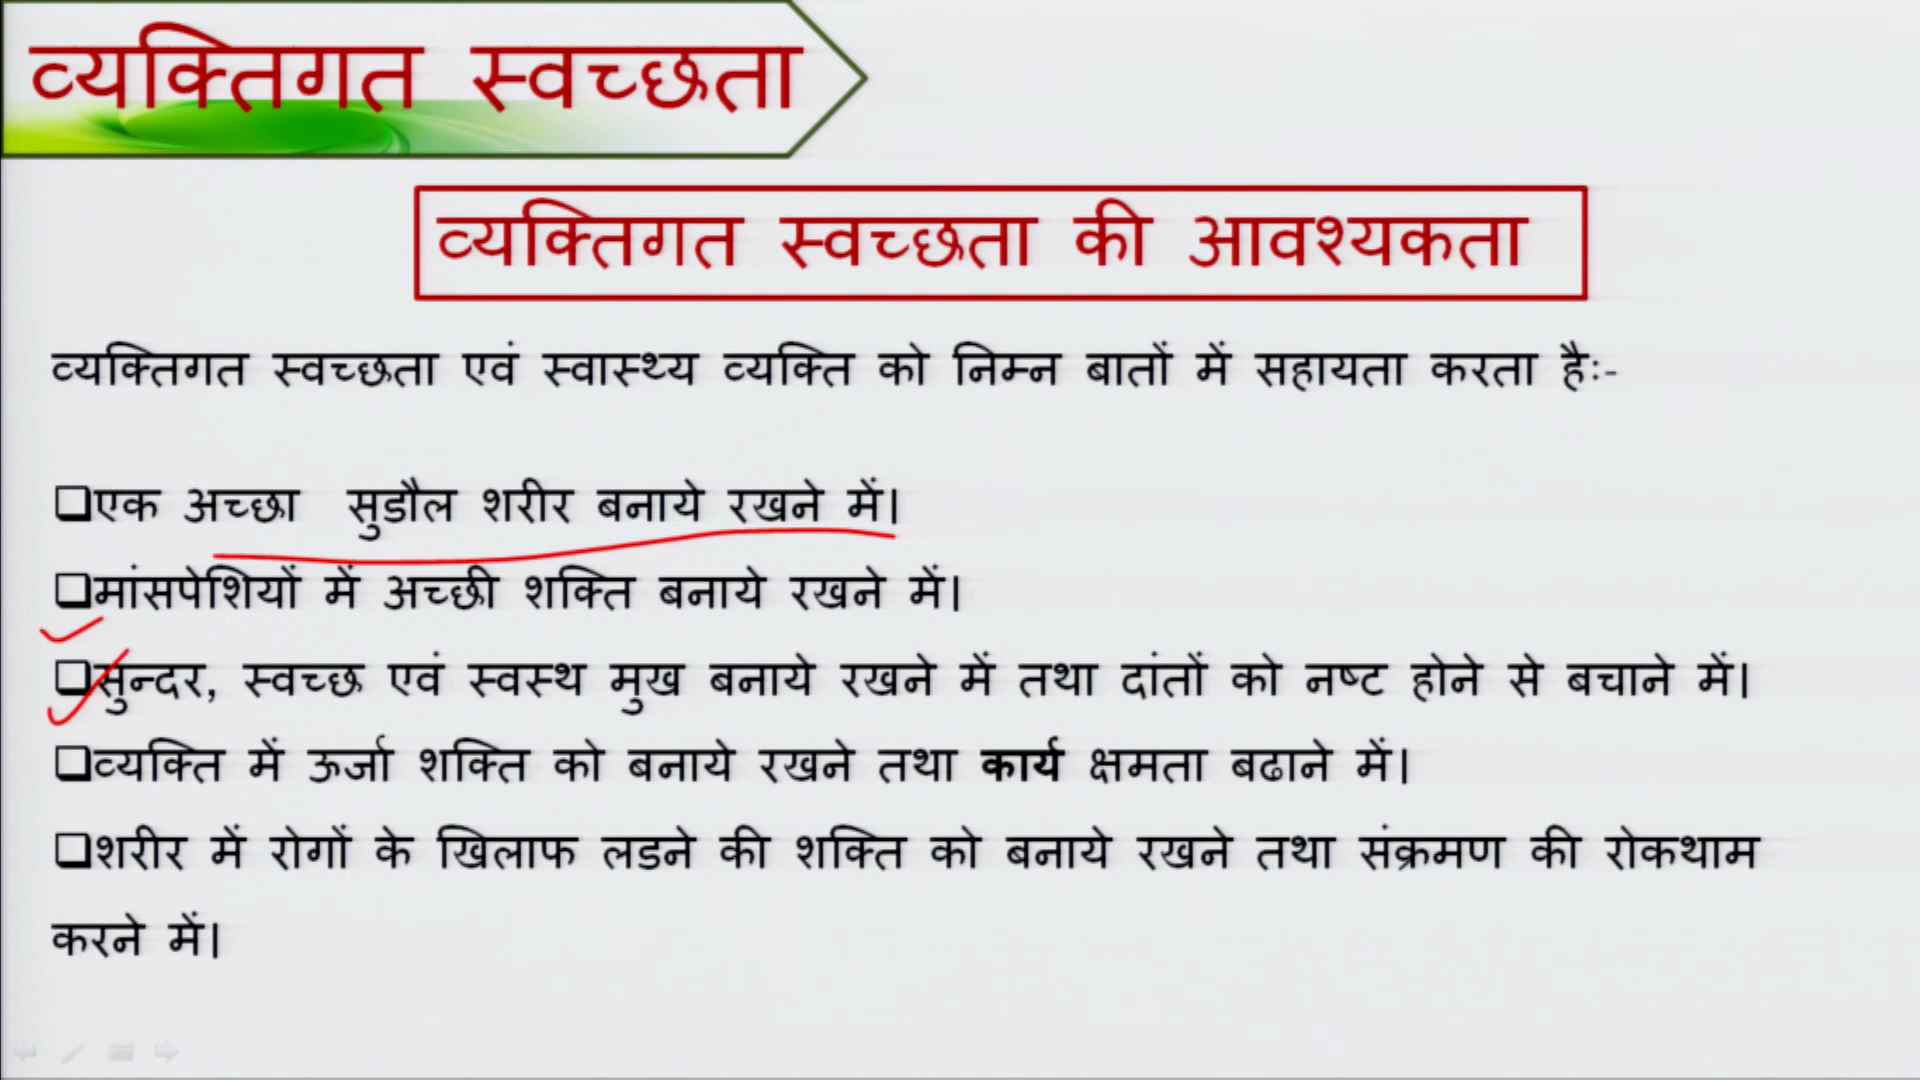 व्यक्तिगत स्वच्छता
व्यक्तिगत स्वच्छता की आवश्यकता
व्यक्तिगत स्वच्छता एवं स्वास्थ्य व्यक्ति को निम्न बातों में सहायता करता हैः-
❑एक अच्छा सुडौल शरीर बनाये रखने में।
❑मांसपेशियों में अच्छी शक्ति बनाये रखने में।
❑सुन्दर, स्वच्छ एवं स्वस्थ मुख बनाये रखने में तथा दांतों को नष्ट होने से बचाने में।
❑व्यक्ति में ऊर्जा शक्ति को बनाये रखने तथा कार्य क्षमता बढाने में।
❑शरीर में रोगों के खिलाफ लडने की शक्ति को बनाये रखने तथा संक्रमण की रोकथाम
करने में।